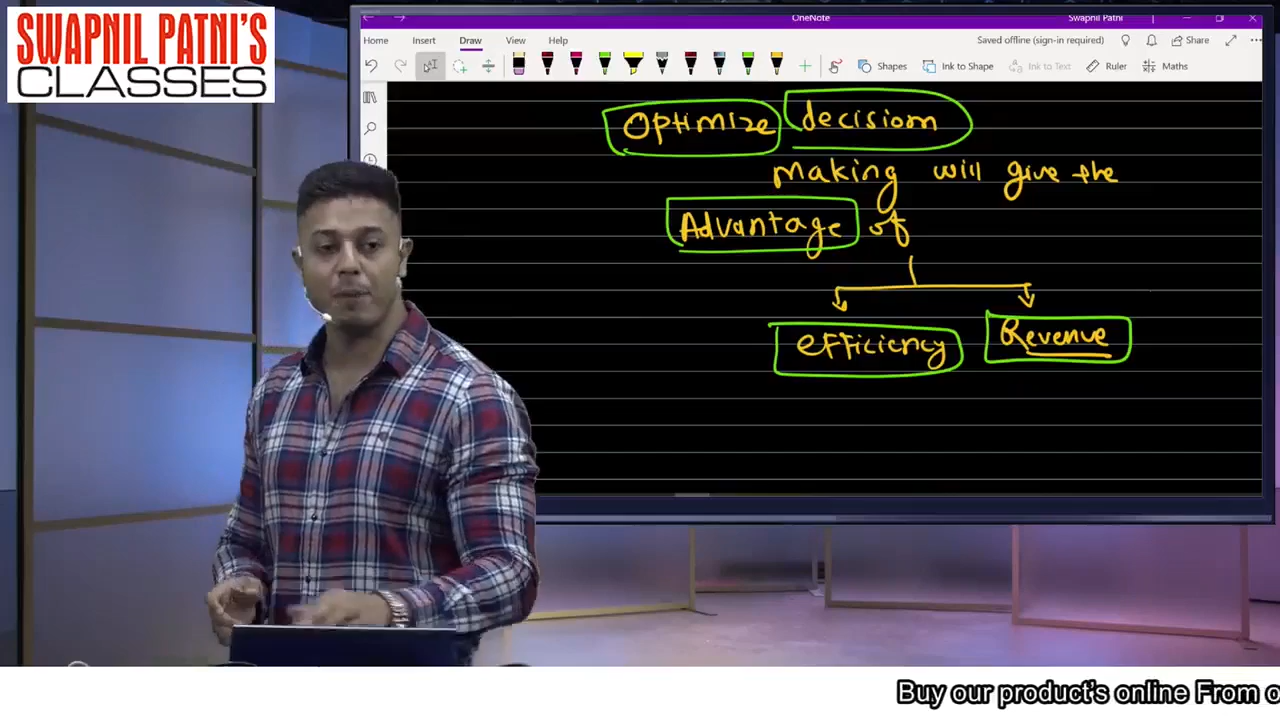 SWAPNIL PATNI'S
CLASSES
OneNote
Swapnil Patni
Home Insert Draw View Help
Saved offline (sign-in required)
Share
Shapes Ink to Shape Ink to Text Ruler Maths
Optimize decision
making will give the
Advantage of
efficiency Revenue
Buy our product's online From o